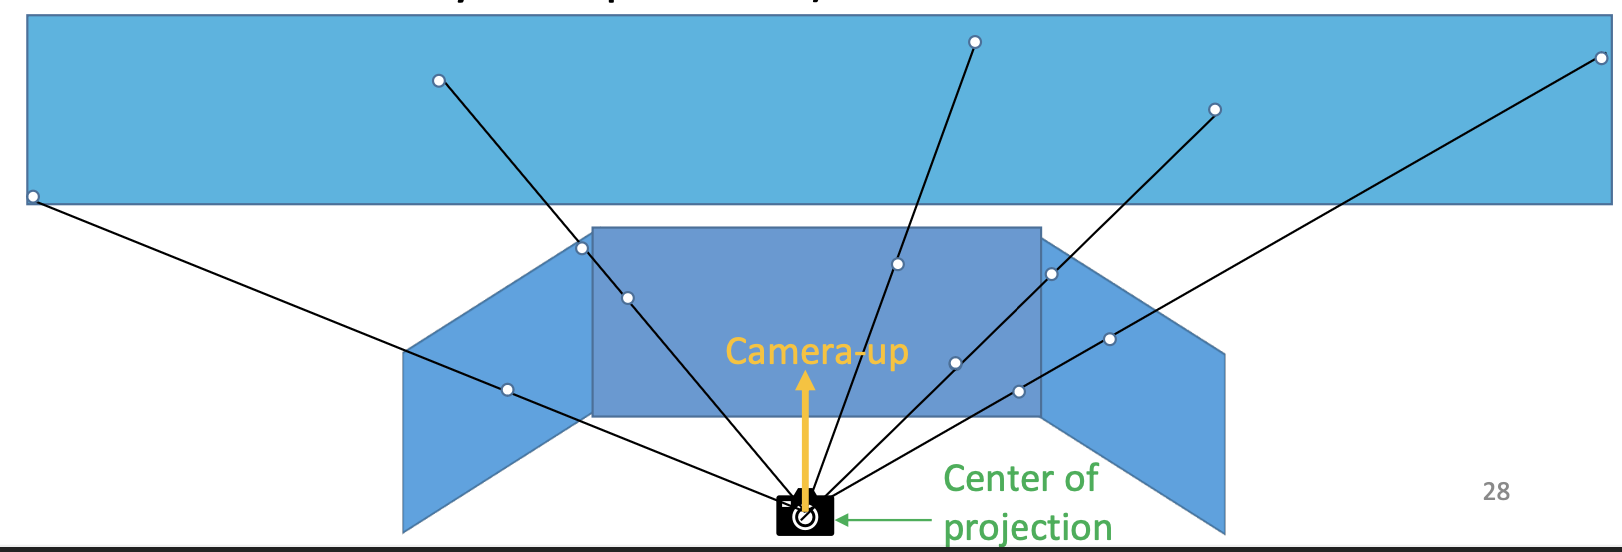 Camera-up
Center of
projection
28